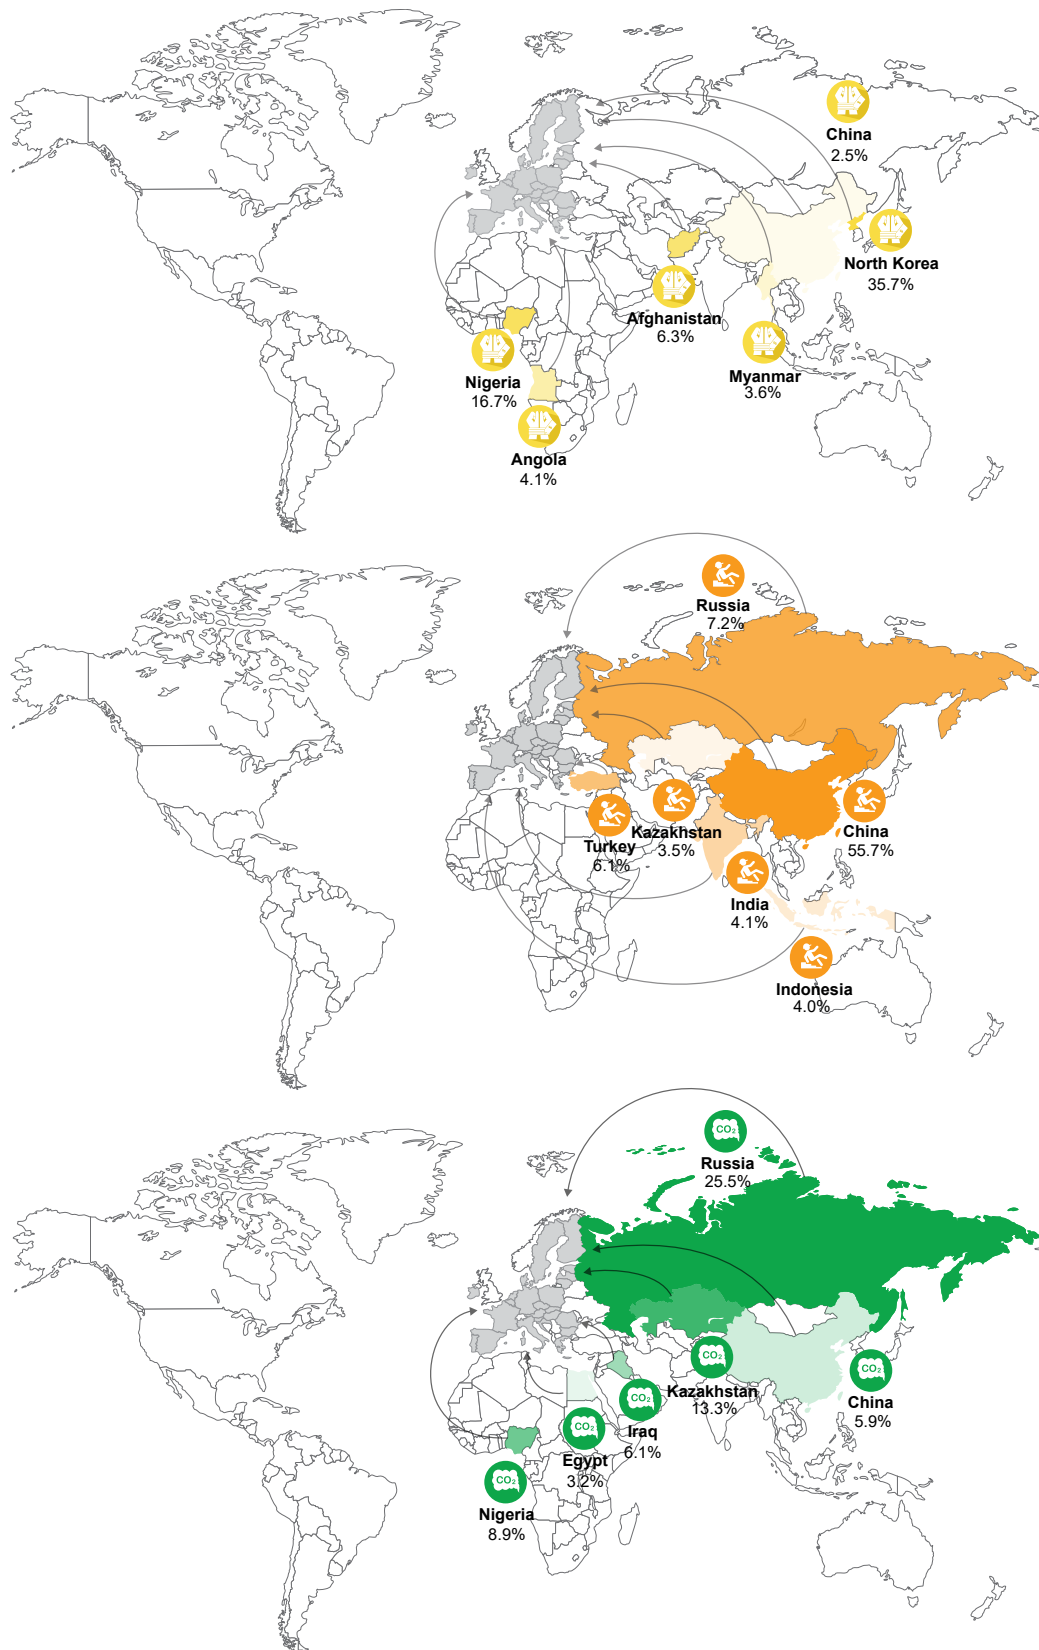 China
2.5%
North Korea
35.7%
Afghanistan
6.3%
Myanmar
3.6%
Nigeria
16.7%
Angola
4.1%
Russia
7.2%
China
55.7%
Kazakhstan
3.5%
Turkey
6.1%
India
4.1%
Indonesia
4.0%
CO₂
Russia
25.5%
CO₂
Kazakhstan
13.3%
CO₂
China
5.9%
CO₂
Iraq
6.1%
CO₂
Egypt
3.2%
CO₂
Nigeria
8.9%